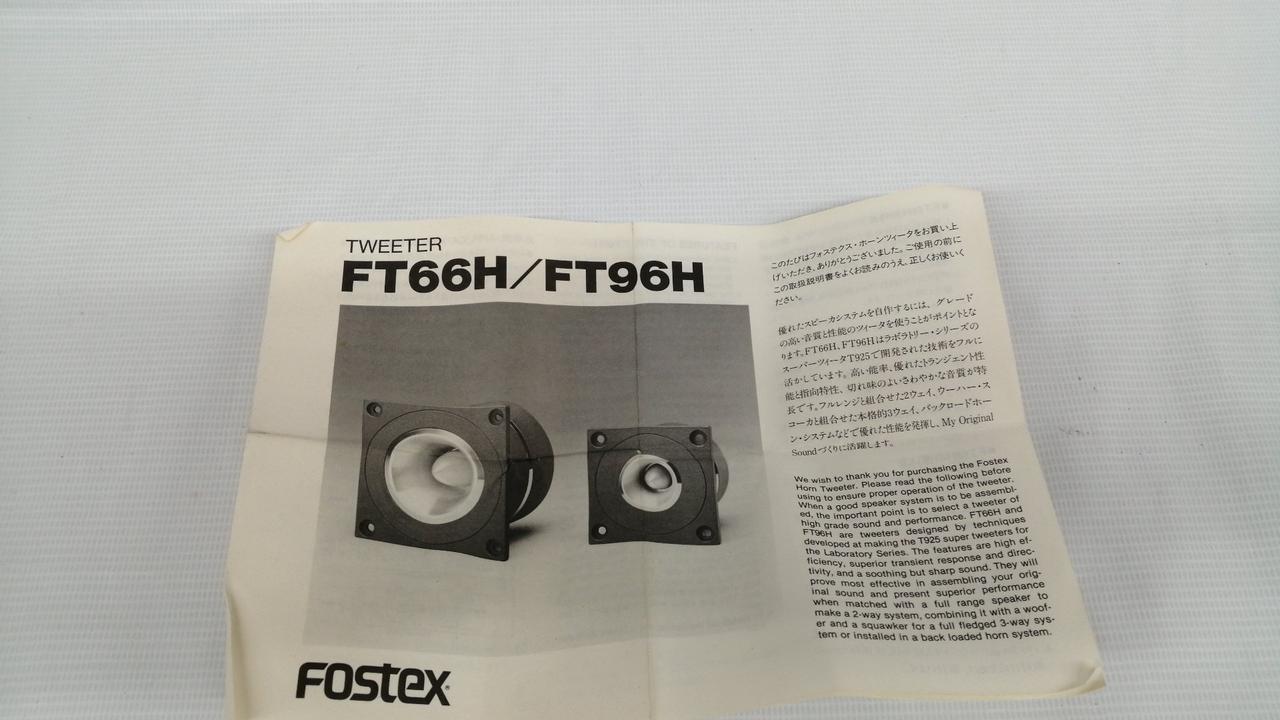 TWEETER
FT66H/FT96H
FOSTEX
このたびはフォステクス・ホーンツィータをお買い上
げいただき、ありがとうございました。ご使用の前に
この取扱説明書をよくお読みのうえ、正しくお使いく
ださい。
優れたスピーカシステムを自作するには、グレード
の高い音質と性能のツィータを使うことがポイントとな
ります。FT66H、FT96Hはラボラトリー・シリーズの
スーパーツィータT925で開発された技術をフルに
活かしています。高い能率、優れたトランジェント性
能と指向特性、切れ味のよいさわやかな音質が特
長です。フルレンジと組合せた2ウェイ、ウーハー・ス
コーカと組合せた本格的3ウェイ、バックロードホー
ン・システムなどで優れた性能を発揮し、My Original
Soundづくりに活躍します。
We wish to thank you for purchasing the Fostex
Horn Tweeter. Please read the following before
using to ensure proper operation of the tweeter.
When a good speaker system is to be assembl-
ed, the important point is to select a tweeter of
high grade sound and performance. FT66H and
FT96H are tweeters designed by techniques
developed at making the T925 super tweeters for
the Laboratory Series. The features are high ef-
ficiency, superior transient response and direc-
tivity, and a soothing but sharp sound. They will
prove most effective in assembling your orig-
inal sound and present superior performance
when matched with a full range speaker to
make a 2-way system, combining it with a woof-
er and a squawker for a full fledged 3-way sys-
tem or installed in a back loaded horn system.